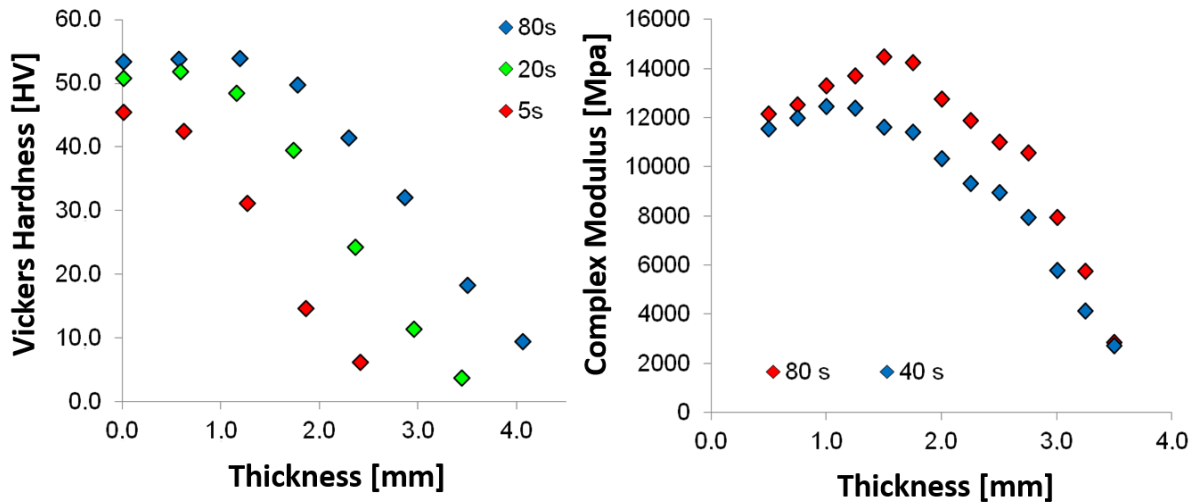 60.0
50.0
40.0
30.0
20.0
10.0
0.0
Vickers Hardness [HV]
80s
20s
5s
0.0 1.0 2.0 3.0 4.0
Thickness [mm]
16000
14000
12000
10000
8000
6000
4000
2000
0
Complex Modulus [Mpa]
80 s 40 s
0.0 1.0 2.0 3.0 4.0
Thickness [mm]